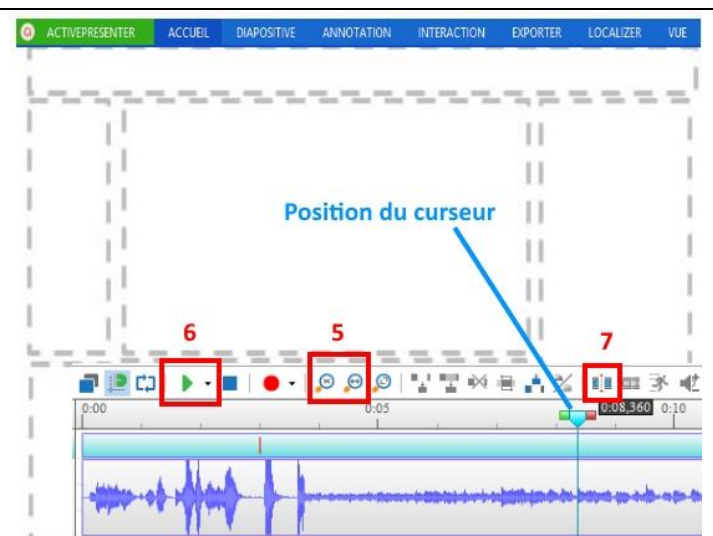 ACTIVEPRESENTER ACCUEIL DIAPOSITIVE ANNOTATION INTERACTION EXPORTER LOCALIZER VUE
Position du curseur
6 5 7
0:00 0:05 0:08,360 0:10